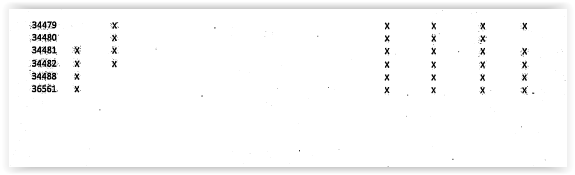 34479 X X X X X
34480 X X X X
34481 X X X X X X
34482 X X X X X X
34488 X X X X X
36561 X X X X X